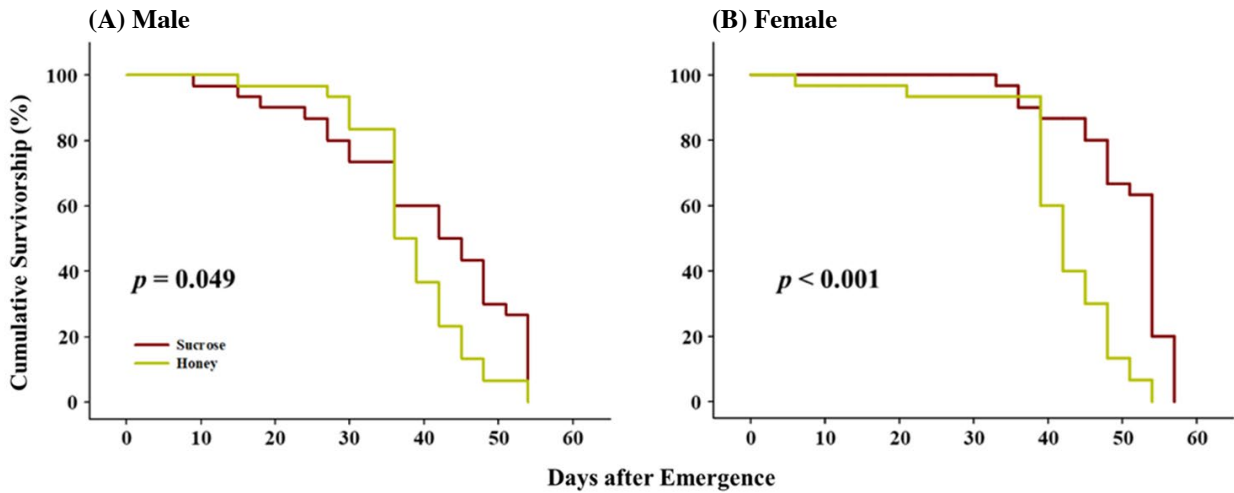 (A) Male
(B) Female
Cumulative Survivorship (%)
100
80
60
40
20
0
p = 0.049
Sucrose
Honey
0 10 20 30 40 50 60
100
80
60
40
20
0
p < 0.001
0 10 20 30 40 50 60
Days after Emergence